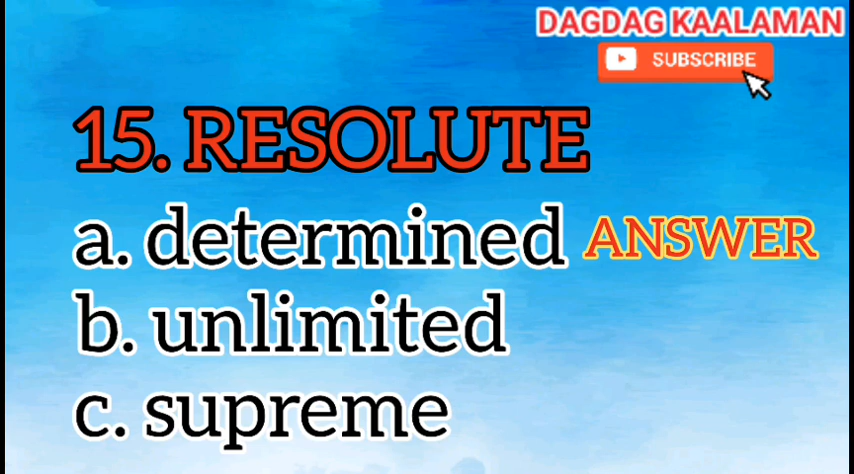 DAGDAG KAALAMAN
SUBSCRIBE
15. RESOLUTE
a. determined ANSWER
b. unlimited
c. supreme